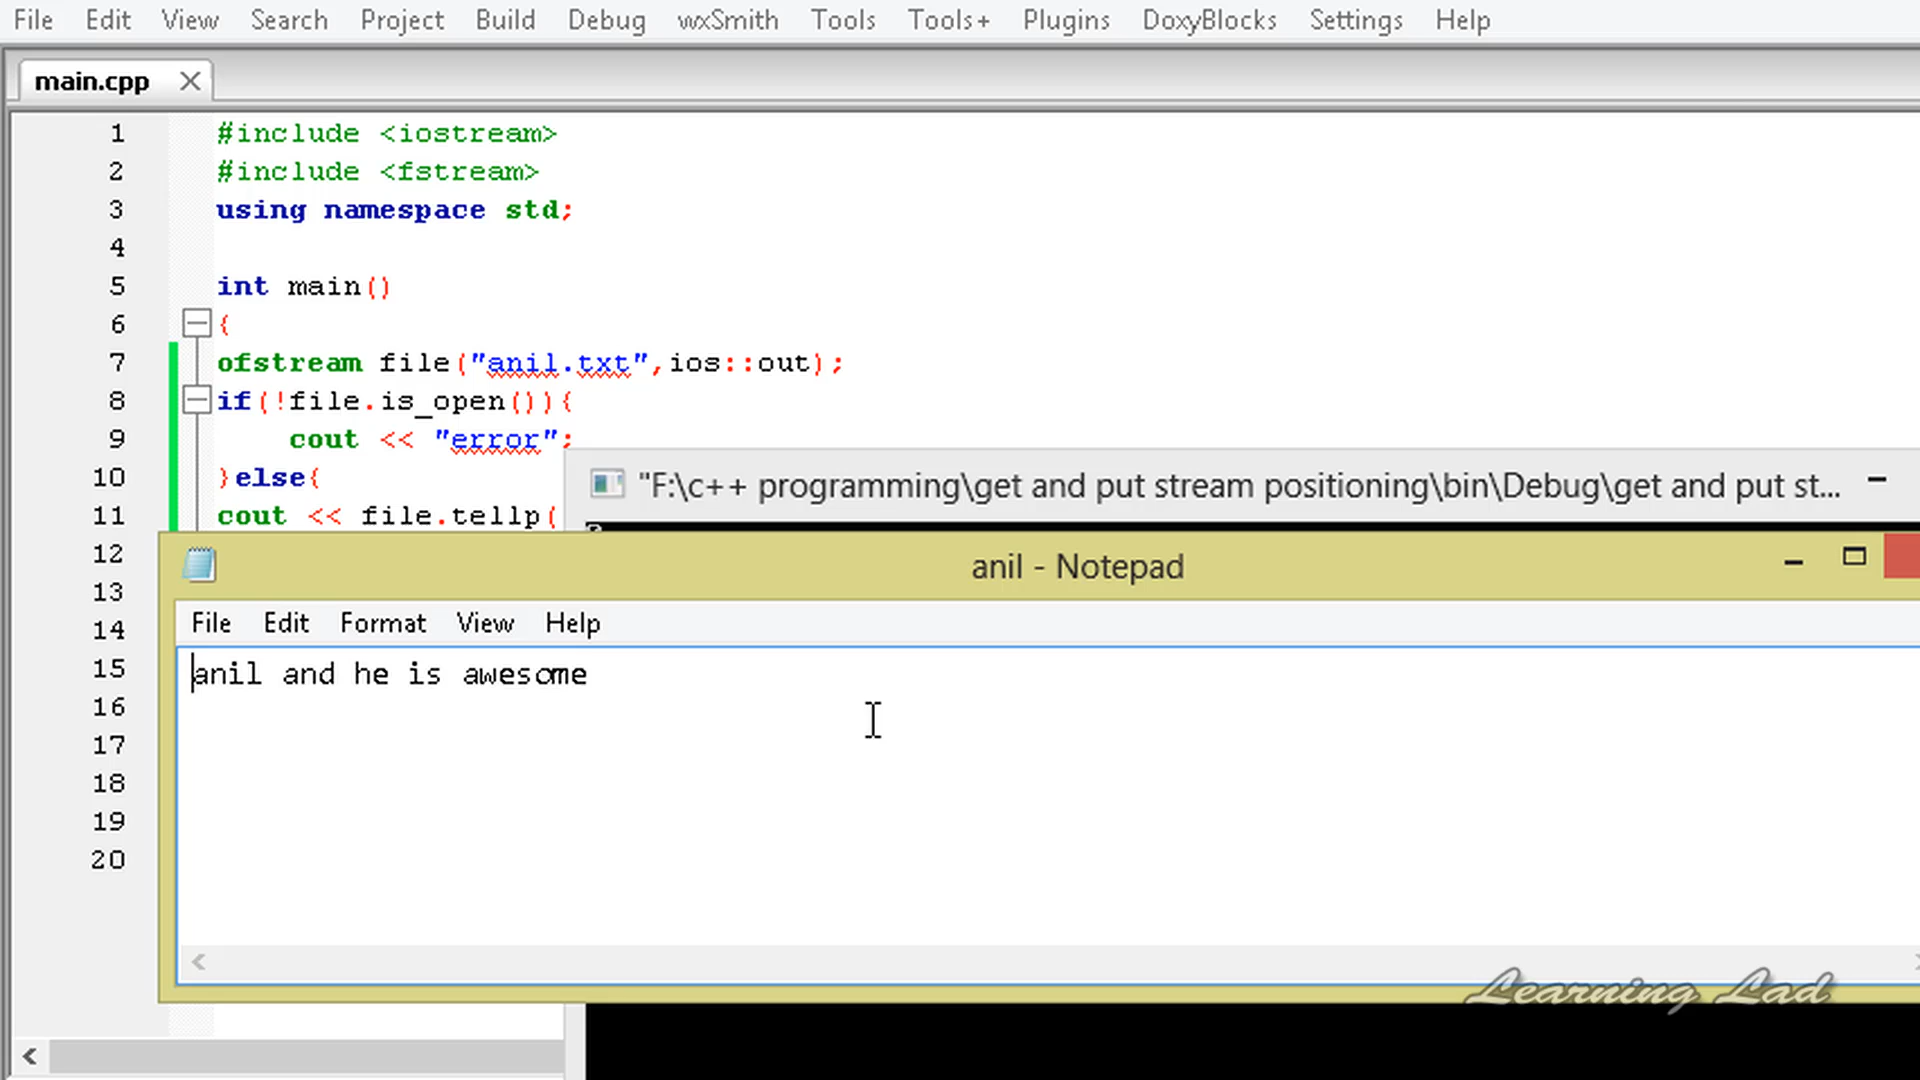 File Edit View Search Project Build Debug wxSmith Tools Tools+ Plugins DoxyBlocks Settings Help
main.cpp
1 #include <iostream>
2 #include <fstream>
3 using namespace std;
4
5 int main()
6 {
7 ofstream file("anil.txt",ios::out);
8 if(!file.is_open()){
9 cout << "error";
10 }else{
11 cout << file.tellp(
"F:\c++ programming\get and put stream positioning\bin\Debug\get and put st...
12
anil - Notepad
13
14
File Edit Format View Help
15
anil and he is awesome
16
17
18
19
20
Learning Lad